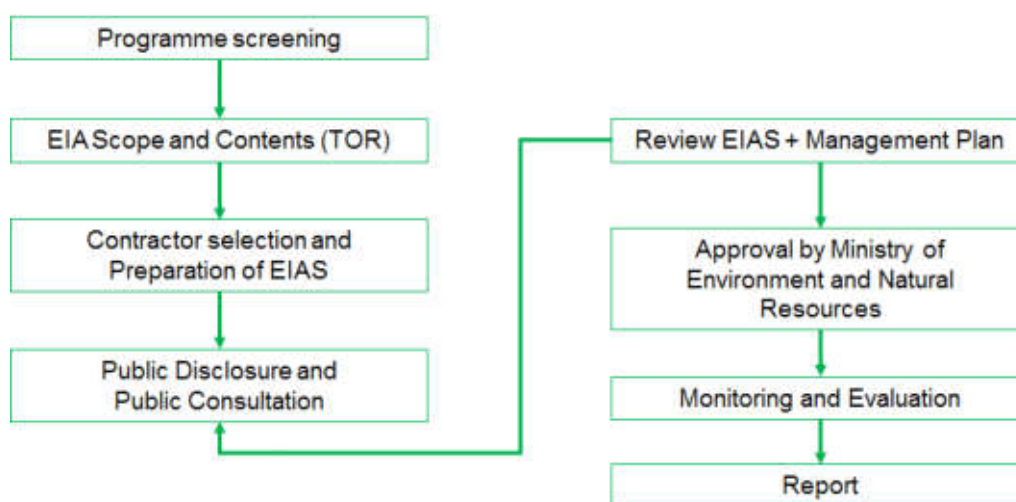 Programme screening
EIA Scope and Contents (TOR)
Contractor selection and
Preparation of EIAS
Public Disclosure and
Public Consultation
Review EIAS + Management Plan
Approval by Ministry of
Environment and Natural
Resources
Monitoring and Evaluation
Report